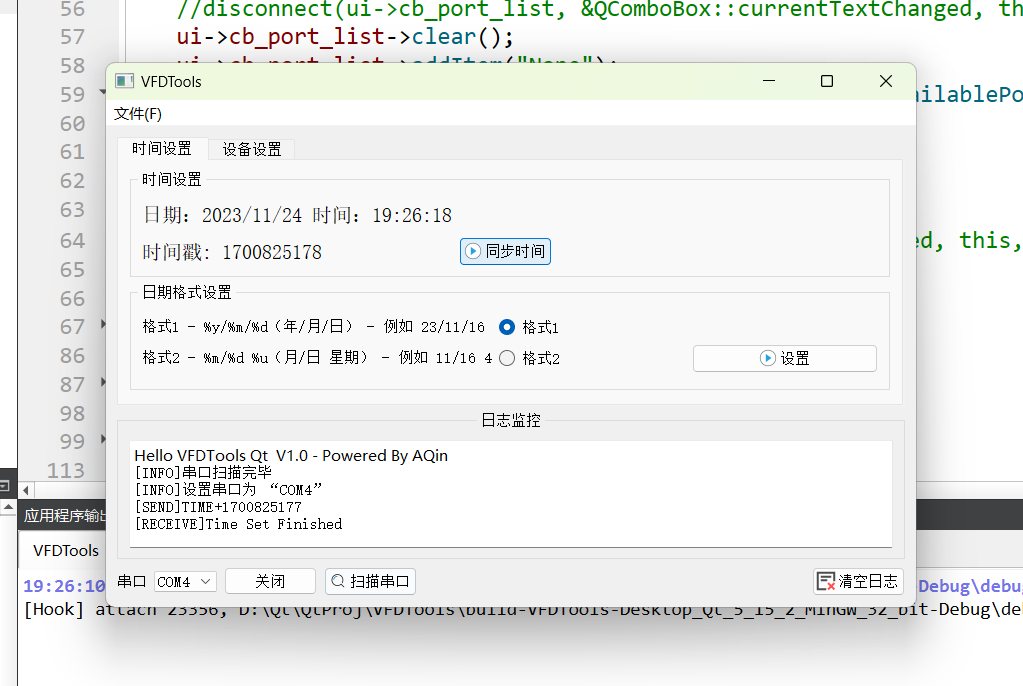 56 //disconnect(ui->cb_port_list, &QComboBox::currentTextChanged, th
57 ui->cb_port_list->clear();
58
VFDTools
59 ailablePo
文件(F)
60
61
时间设置 设备设置
62
时间设置
63
日期: 2023/11/24 时间: 19:26:18
64 ed, this,
时间戳: 1700825178 同步时间
65
66
日期格式设置
67
格式1 - %y/%m/%d（年/月/日） - 例如 23/11/16 格式1
86
格式2 - %m/%d %u（月/日 星期） - 例如 11/16 4 格式2 设置
87
98
日志监控
99
Hello VFDTools Qt V1.0 - Powered By AQin
113
[INFO]串口扫描完毕
[INFO]设置串口为 “COM4”
[SEND]TIME+1700825177
应用程序输出
[RECEIVE]Time Set Finished
VFDTools
串口 COM4 关闭 扫描串口 清空日志
19:26:10 Debug\debu
[Hook] attach 23356, D:\Qt\QtProj\VFDTools\build-VFDTools-Desktop_Qt_5_15_2_MinGW_32_bit-Debug\de